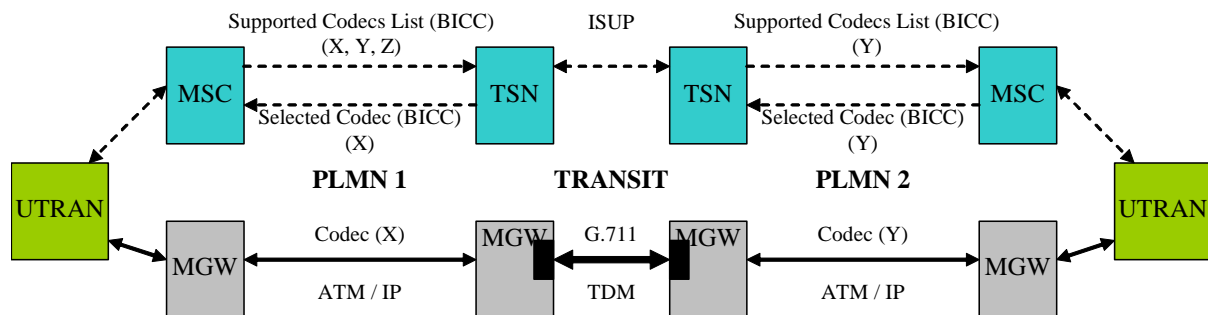 Supported Codecs List (BICC)
(X, Y, Z)
ISUP
Supported Codecs List (BICC)
(Y)
MSC
TSN
TSN
MSC
Selected Codec (BICC)
(X)
Selected Codec (BICC)
(Y)
PLMN 1
TRANSIT
PLMN 2
UTRAN
UTRAN
MGW
Codec (X)
ATM / IP
MGW
G.711
TDM
MGW
Codec (Y)
ATM / IP
MGW